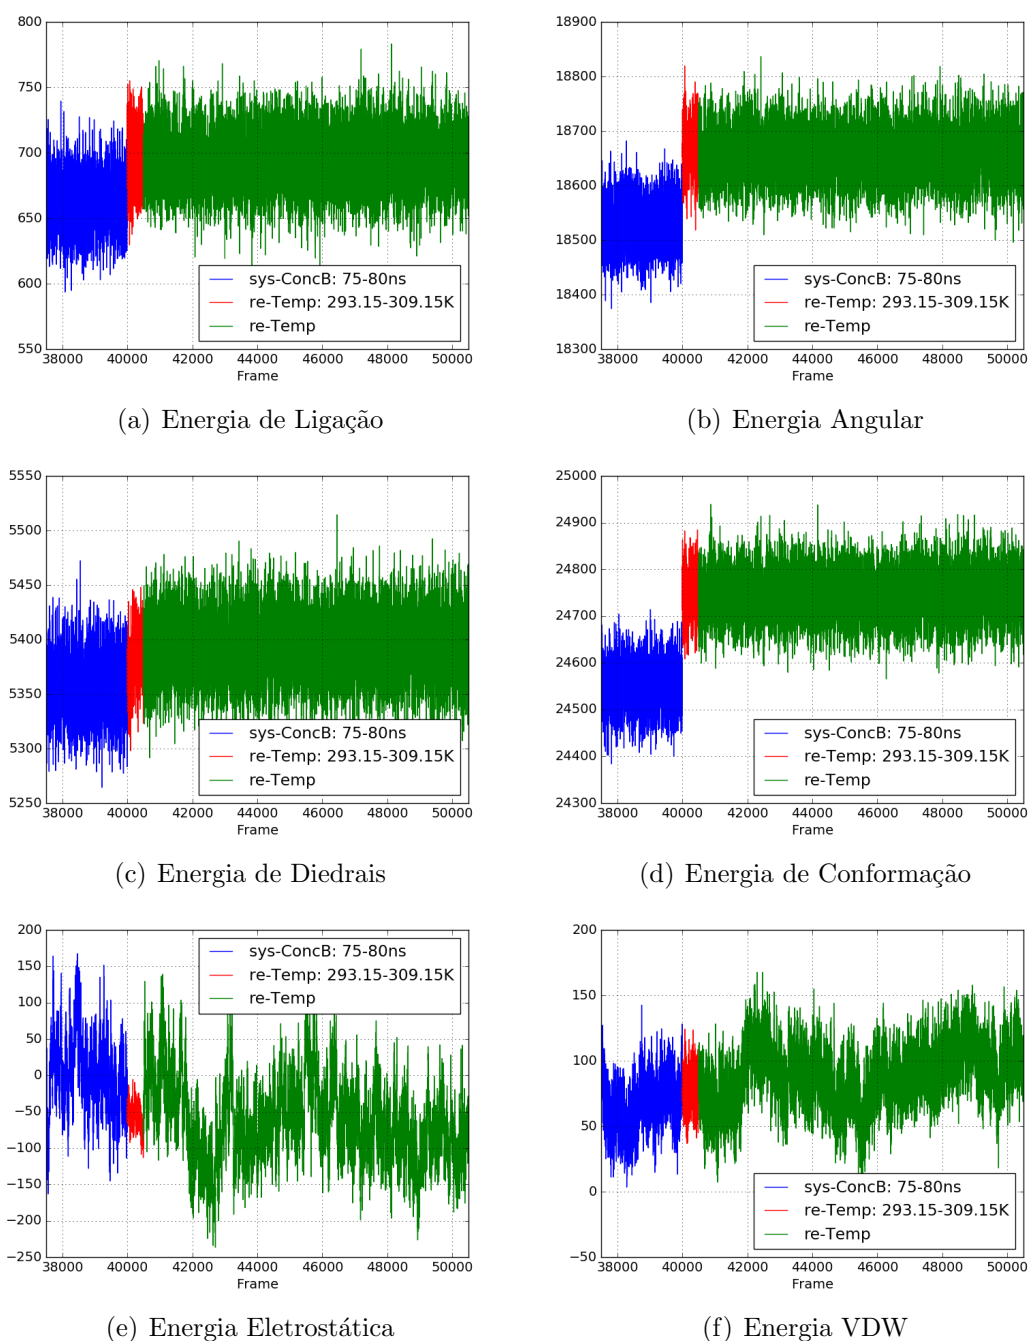 800
750
700
650
600
550
sys-ConcB: 75-80ns
re-Temp: 293.15-309.15K
re-Temp
38000 40000 42000 44000 46000 48000 50000
Frame
(a) Energia de Ligação
18900
18800
18700
18600
18500
18400
18300
sys-ConcB: 75-80ns
re-Temp: 293.15-309.15K
re-Temp
38000 40000 42000 44000 46000 48000 50000
Frame
(b) Energia Angular
5550
5500
5450
5400
5350
5300
5250
sys-ConcB: 75-80ns
re-Temp: 293.15-309.15K
re-Temp
38000 40000 42000 44000 46000 48000 50000
Frame
(c) Energia de Diedrais
25000
24900
24800
24700
24600
24500
24400
24300
sys-ConcB: 75-80ns
re-Temp: 293.15-309.15K
re-Temp
38000 40000 42000 44000 46000 48000 50000
Frame
(d) Energia de Conformação
200
150
100
50
0
−50
−100
−150
−200
−250
sys-ConcB: 75-80ns
re-Temp: 293.15-309.15K
re-Temp
38000 40000 42000 44000 46000 48000 50000
Frame
(e) Energia Eletrostática
200
150
100
50
0
−50
sys-ConcB: 75-80ns
re-Temp: 293.15-309.15K
re-Temp
38000 40000 42000 44000 46000 48000 50000
Frame
(f) Energia VDW